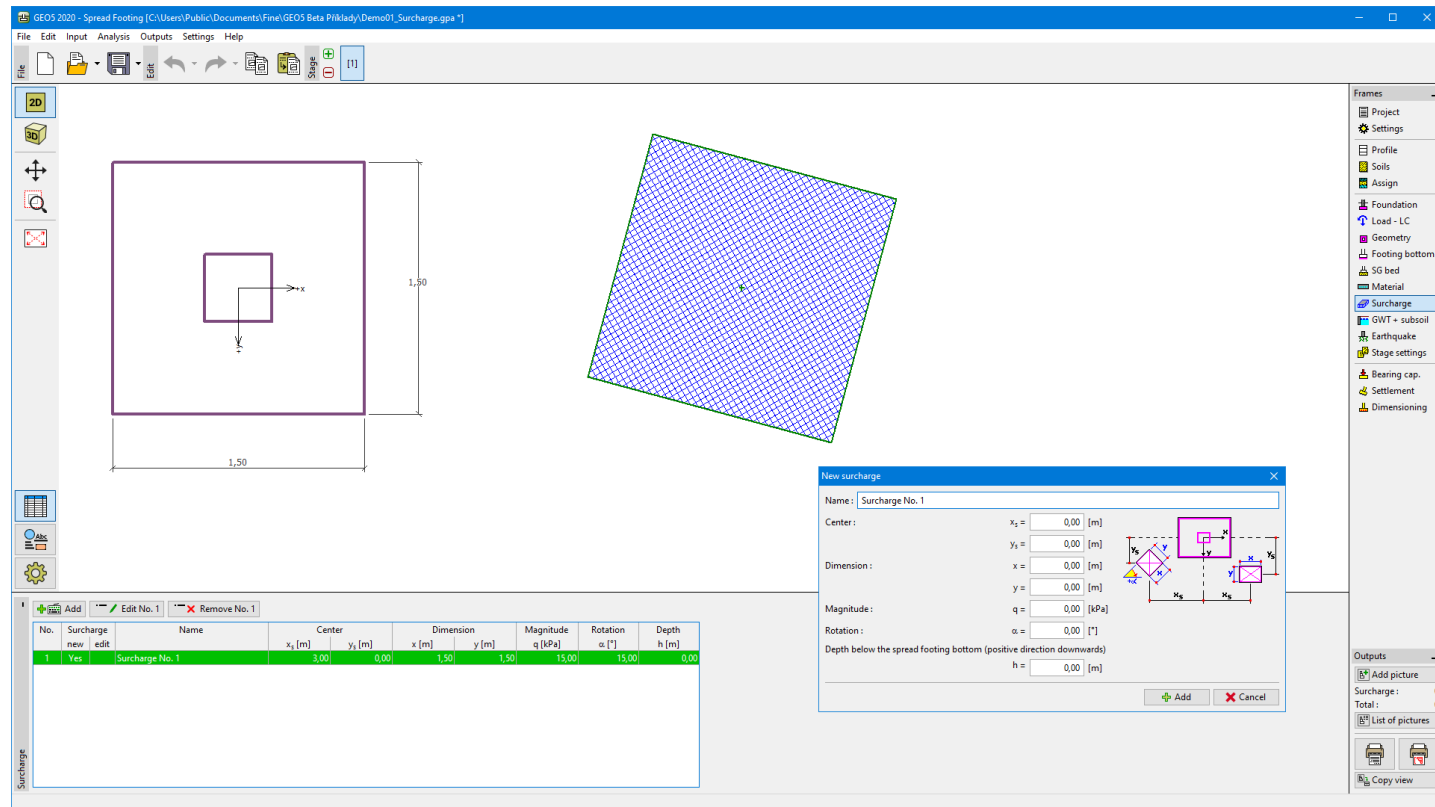 GEO5 2020 - Spread Footing [C:\Users\Public\Documents\Fine\GEO5 Beta Příklady\Demo01_Surcharge.gpa *]
File Edit Input Analysis Outputs Settings Help
File
Edit
Stage
[1]
2D
3D
1,50
+x
+y
1,50
Frames
Project
Settings
Profile
Soils
Assign
Foundation
Load - LC
Geometry
Footing bottom
SG bed
Material
Surcharge
GWT + subsoil
Earthquake
Stage settings
Bearing cap.
Settlement
Dimensioning
New surcharge
Name : Surcharge No. 1
Center : xs = 0,00 [m]
ys = 0,00 [m]
Dimension : x = 0,00 [m]
y = 0,00 [m]
Magnitude : q = 0,00 [kPa]
Rotation : α = 0,00 [°]
Depth below the spread footing bottom (positive direction downwards)
h = 0,00 [m]
x
y
ys
y
x
+α
x
y
ys
xs
xs
Add Cancel
Abc
Add Edit No. 1 Remove No. 1
No. Surcharge Name Center Dimension Magnitude Rotation Depth
new edit xs [m] ys [m] x [m] y [m] q [kPa] α [°] h [m]
1 Yes Surcharge No. 1 3,00 0,00 1,50 1,50 15,00 15,00 0,00
Surcharge
Outputs
Add picture
Surcharge :
Total :
List of pictures
Copy view